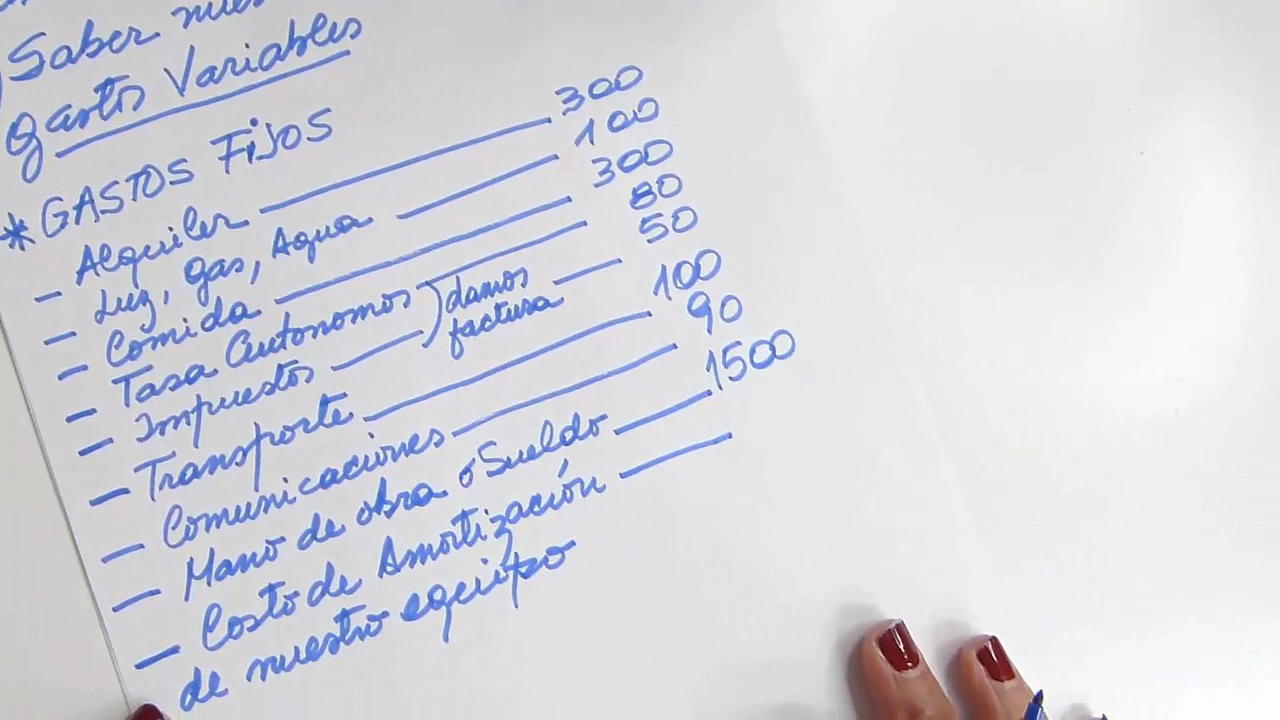 Saber
gastos Variables
* GASTOS FIJOS
- Alquiler — 300
- Luz, gas, Agua — 100
- Comida — 300
- Tasa Autonomos — 80
- Impuestos — ) damos factura — 50
- Transporte — 100
- Comunicaciones — 90
- Mano de obra o Sueldo — 1500
- Costo de Amortización —
de nuestro equipo